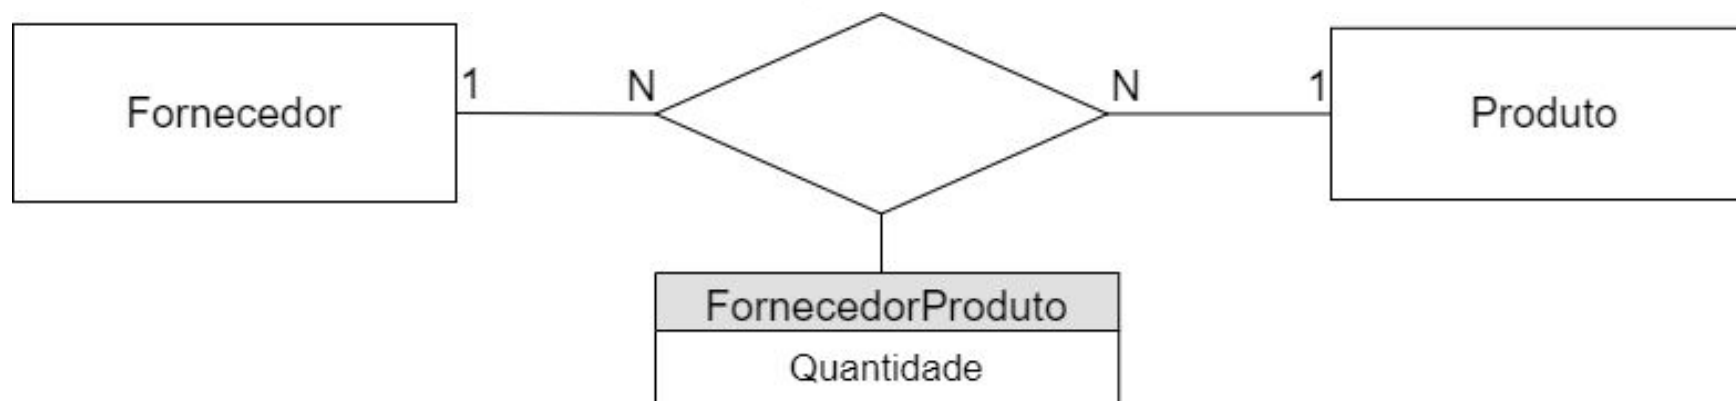 Fornecedor
1
N
N
1
Produto
FornecedorProduto
Quantidade